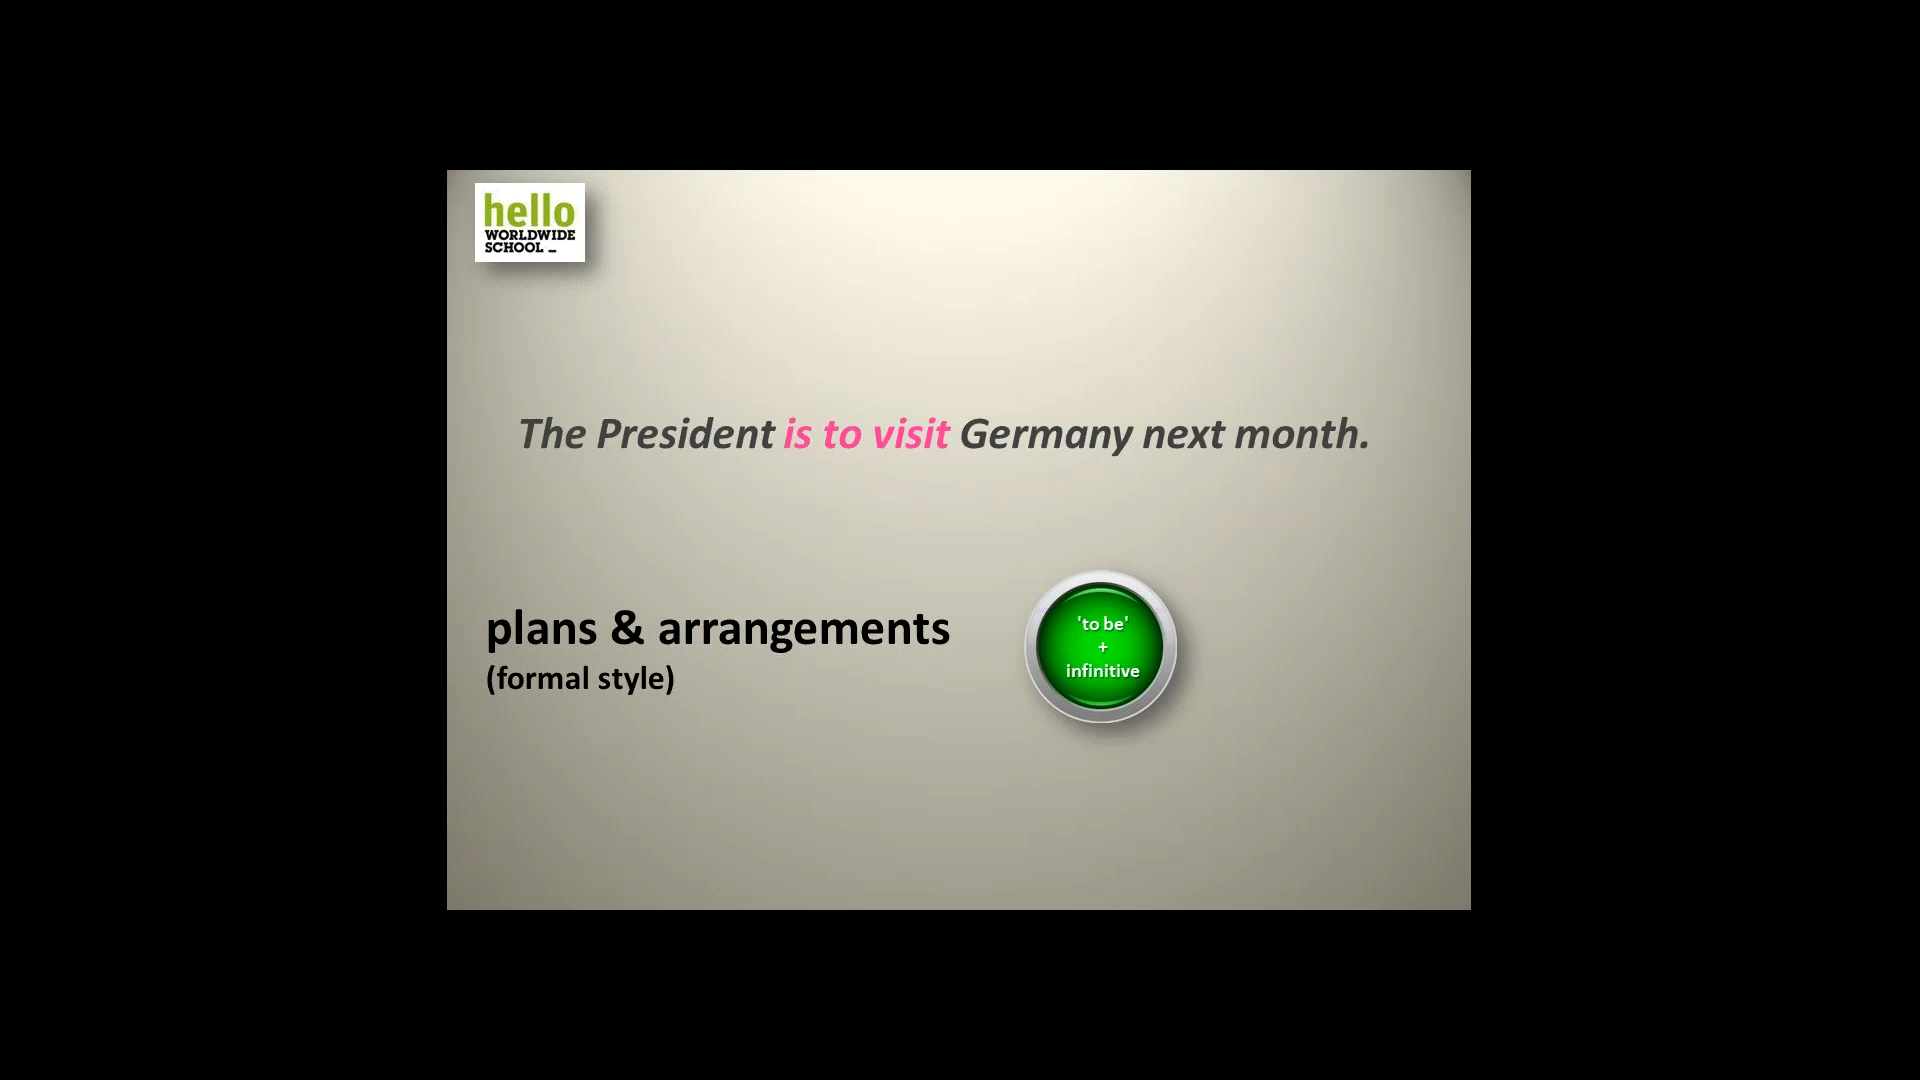 hello
WORLDWIDE
SCHOOL _
The President is to visit Germany next month.
plans & arrangements
(formal style)
'to be'
+
infinitive